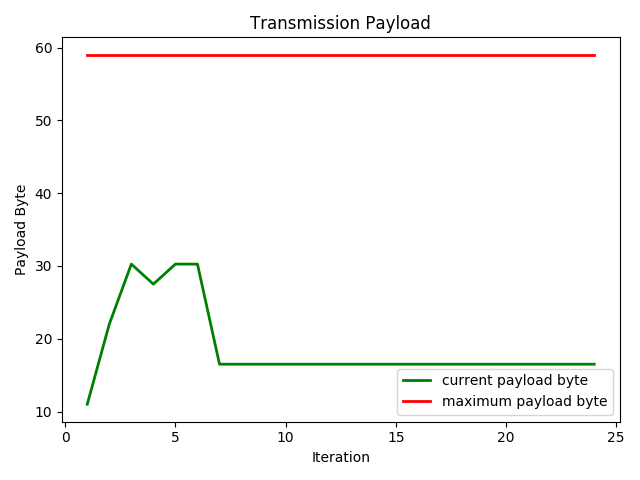 Transmission Payload
60
50
40
30
20
10
Payload Byte
0
5
10
15
20
25
Iteration
current payload byte
maximum payload byte